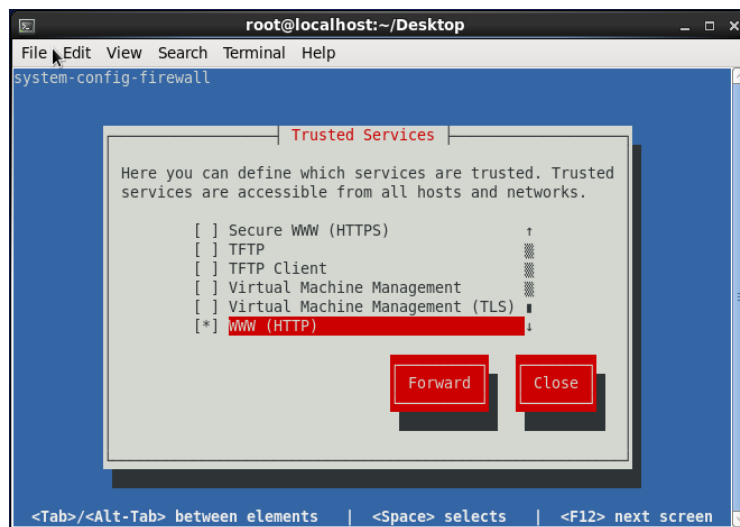 root@localhost:~/Desktop
File Edit View Search Terminal Help
system-config-firewall
Trusted Services
Here you can define which services are trusted. Trusted
services are accessible from all hosts and networks.
[ ] Secure WWW (HTTPS) ↑
[ ] TFTP
[ ] TFTP Client
[ ] Virtual Machine Management
[ ] Virtual Machine Management (TLS)
[*] WWW (HTTP) ↓
Forward Close
<Tab>/<Alt-Tab> between elements | <Space> selects | <F12> next screen